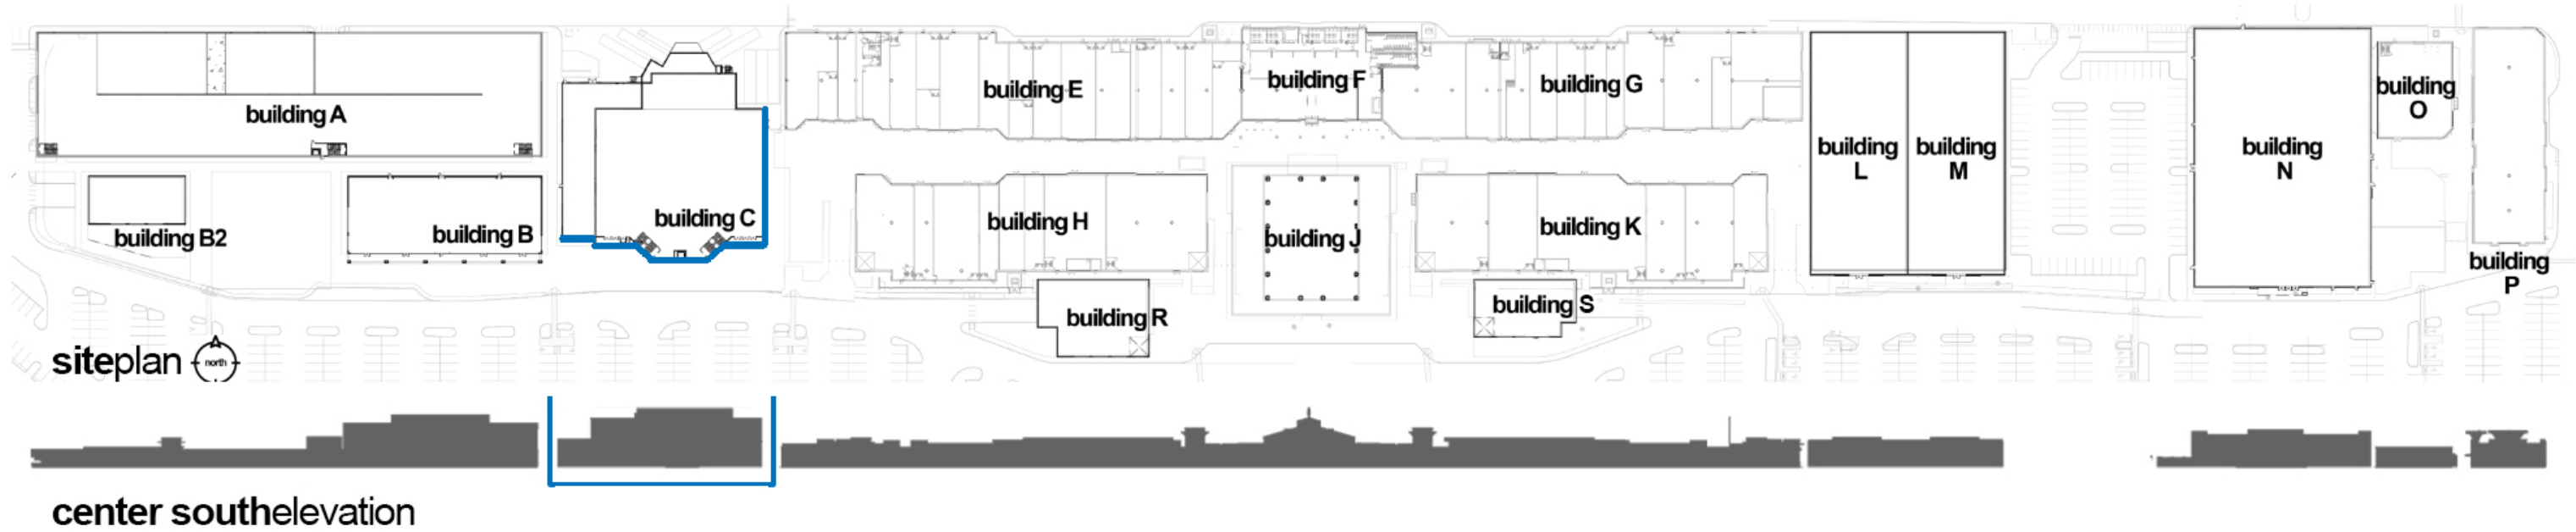 building A
building B2
building B
building C
building E
building F
building G
building H
building J
building K
building L
building M
building N
building O
building P
building R
building S
siteplan
north
center southelevation